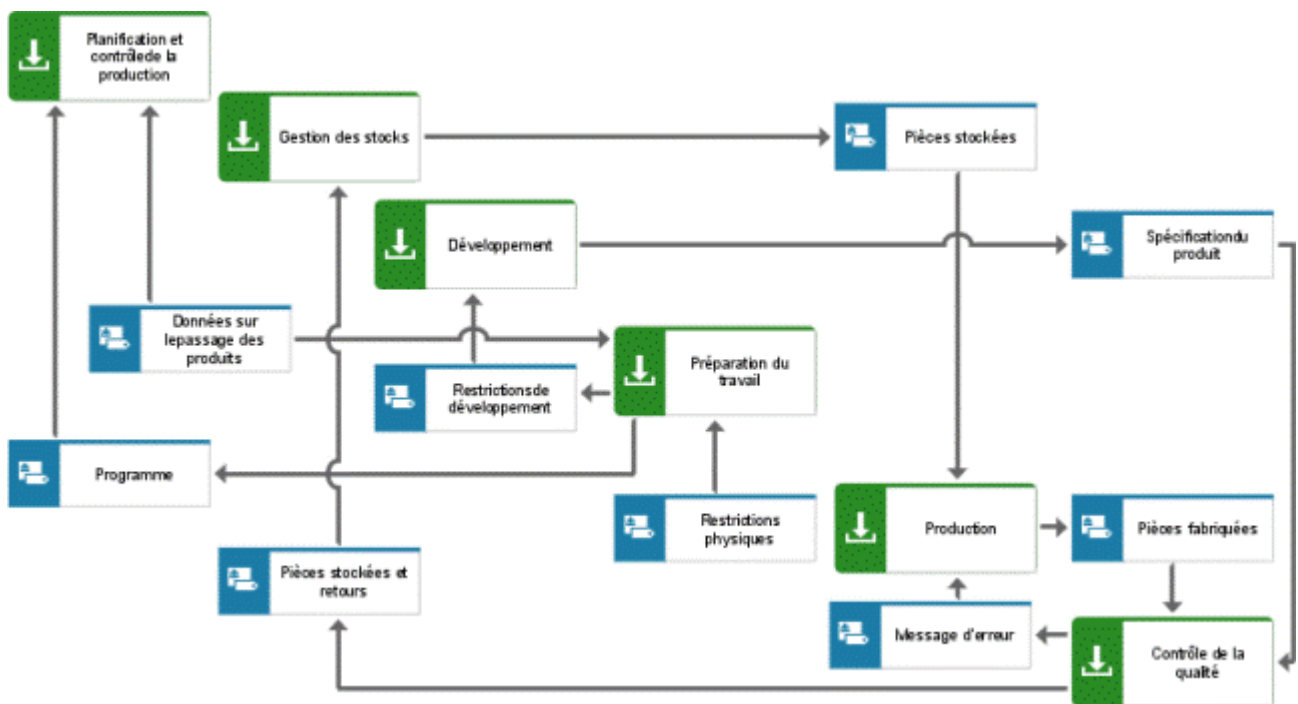 Planification et
contrôlede la
production
Gestion des stocks
Pièces stockées
Développement
Spécificationdu
produit
Données sur
lepassage des
produits
Préparation du
travail
Restrictionsde
développement
Programme
Restrictions
physiques
Production
Pièces fabriquées
Pièces stockées et
retours
Message d'erreur
Contrôle de la
qualité